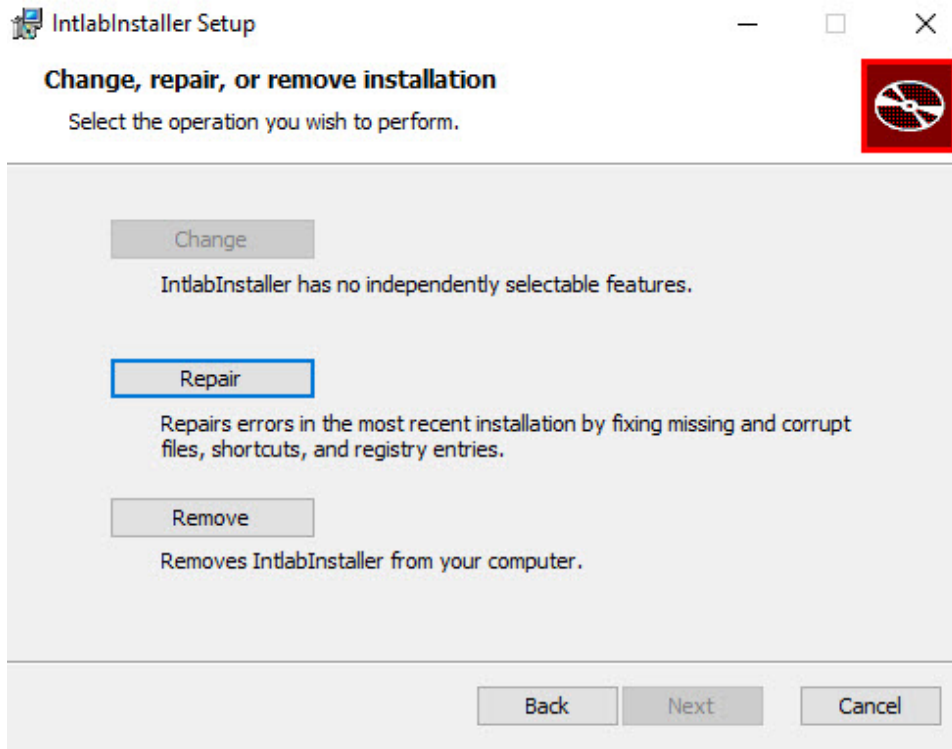 IntlabInstaller Setup
Change, repair, or remove installation
Select the operation you wish to perform.
Change
IntlabInstaller has no independently selectable features.
Repair
Repairs errors in the most recent installation by fixing missing and corrupt
files, shortcuts, and registry entries.
Remove
Removes IntlabInstaller from your computer.
Back Next Cancel